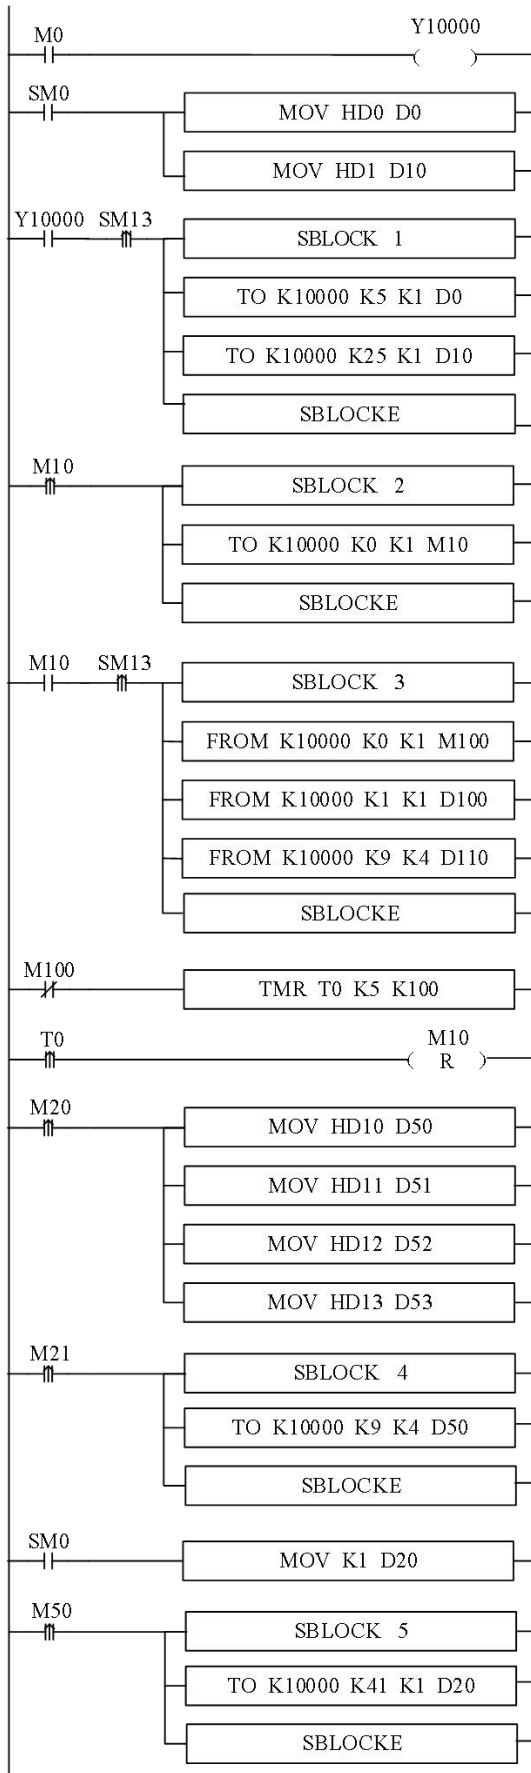 M0 Y10000
SM0 MOV HD0 D0
MOV HD1 D10
Y10000 SM13 SBLOCK 1
TO K10000 K5 K1 D0
TO K10000 K25 K1 D10
SBLOCKE
M10 SBLOCK 2
TO K10000 K0 K1 M10
SBLOCKE
M10 SM13 SBLOCK 3
FROM K10000 K0 K1 M100
FROM K10000 K1 K1 D100
FROM K10000 K9 K4 D110
SBLOCKE
M100 TMR T0 K5 K100
T0 M10
R
M20 MOV HD10 D50
MOV HD11 D51
MOV HD12 D52
MOV HD13 D53
M21 SBLOCK 4
TO K10000 K9 K4 D50
SBLOCKE
SM0 MOV K1 D20
M50 SBLOCK 5
TO K10000 K41 K1 D20
SBLOCKE